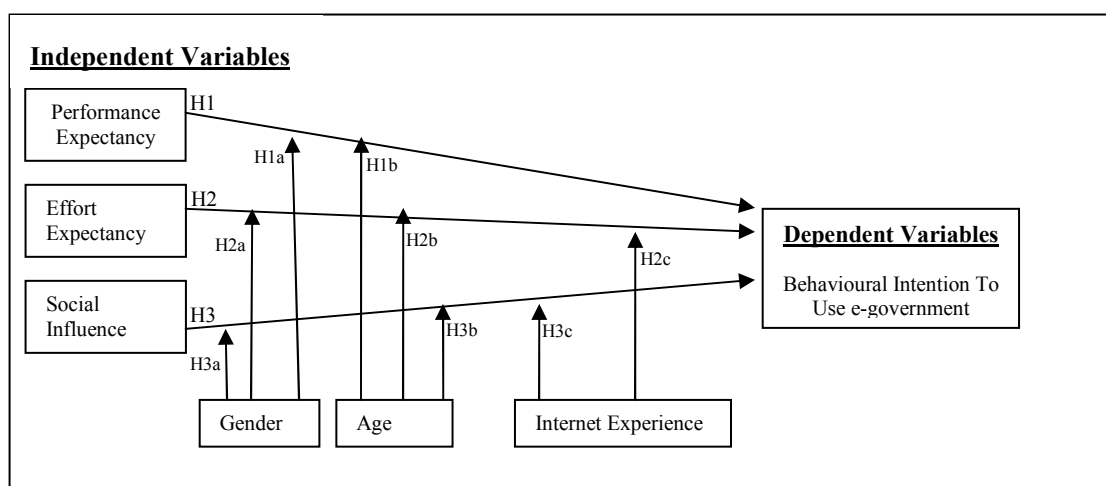 Independent Variables
Performance
Expectancy
H1
H1a
H1b
Effort
Expectancy
H2
H2a
H2b
H2c
Dependent Variables
Behavioural Intention To
Use e-government
Social
Influence
H3
H3a
H3b
H3c
Gender
Age
Internet Experience